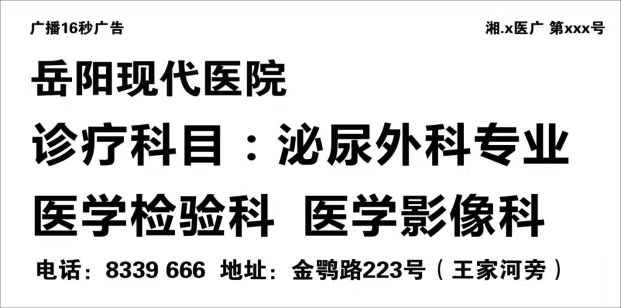 广播16秒广告 湘.x医广 第xxx号
岳阳现代医院
诊疗科目：泌尿外科专业
医学检验科 医学影像科
电话：8339 666 地址：金鹗路223号（王家河旁）